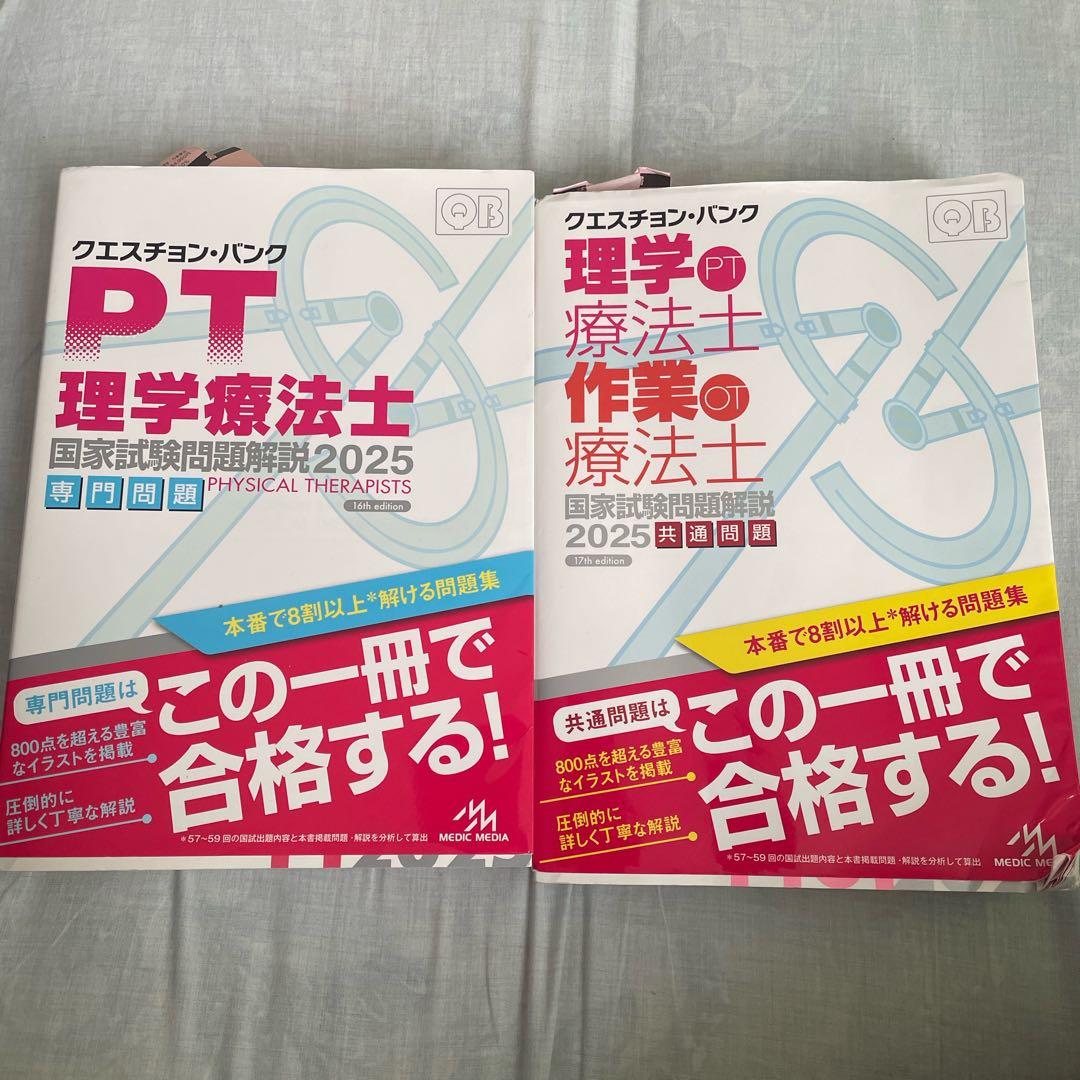 QB
クエスチョン・バンク
PT
理学療法士
国家試験問題解説2025
専門問題 PHYSICAL THERAPISTS
16th edition
本番で8割以上*解ける問題集
専門問題は
この一冊で
合格する!
800点を超える豊富
なイラストを掲載
圧倒的に
詳しく丁寧な解説
*57~59回の国試出題内容と本書掲載問題・解説を分析して算出
MEDIC MEDIA
QB
クエスチョン・バンク
理学PT
療法士
作業OT
療法士
国家試験問題解説
2025 共通問題
17th edition
本番で8割以上*解ける問題集
共通問題は
この一冊で
合格する!
800点を超える豊富
なイラストを掲載
圧倒的に
詳しく丁寧な解説
*57~59回の国試出題内容と本書掲載問題・解説を分析して算出
MEDIC ME